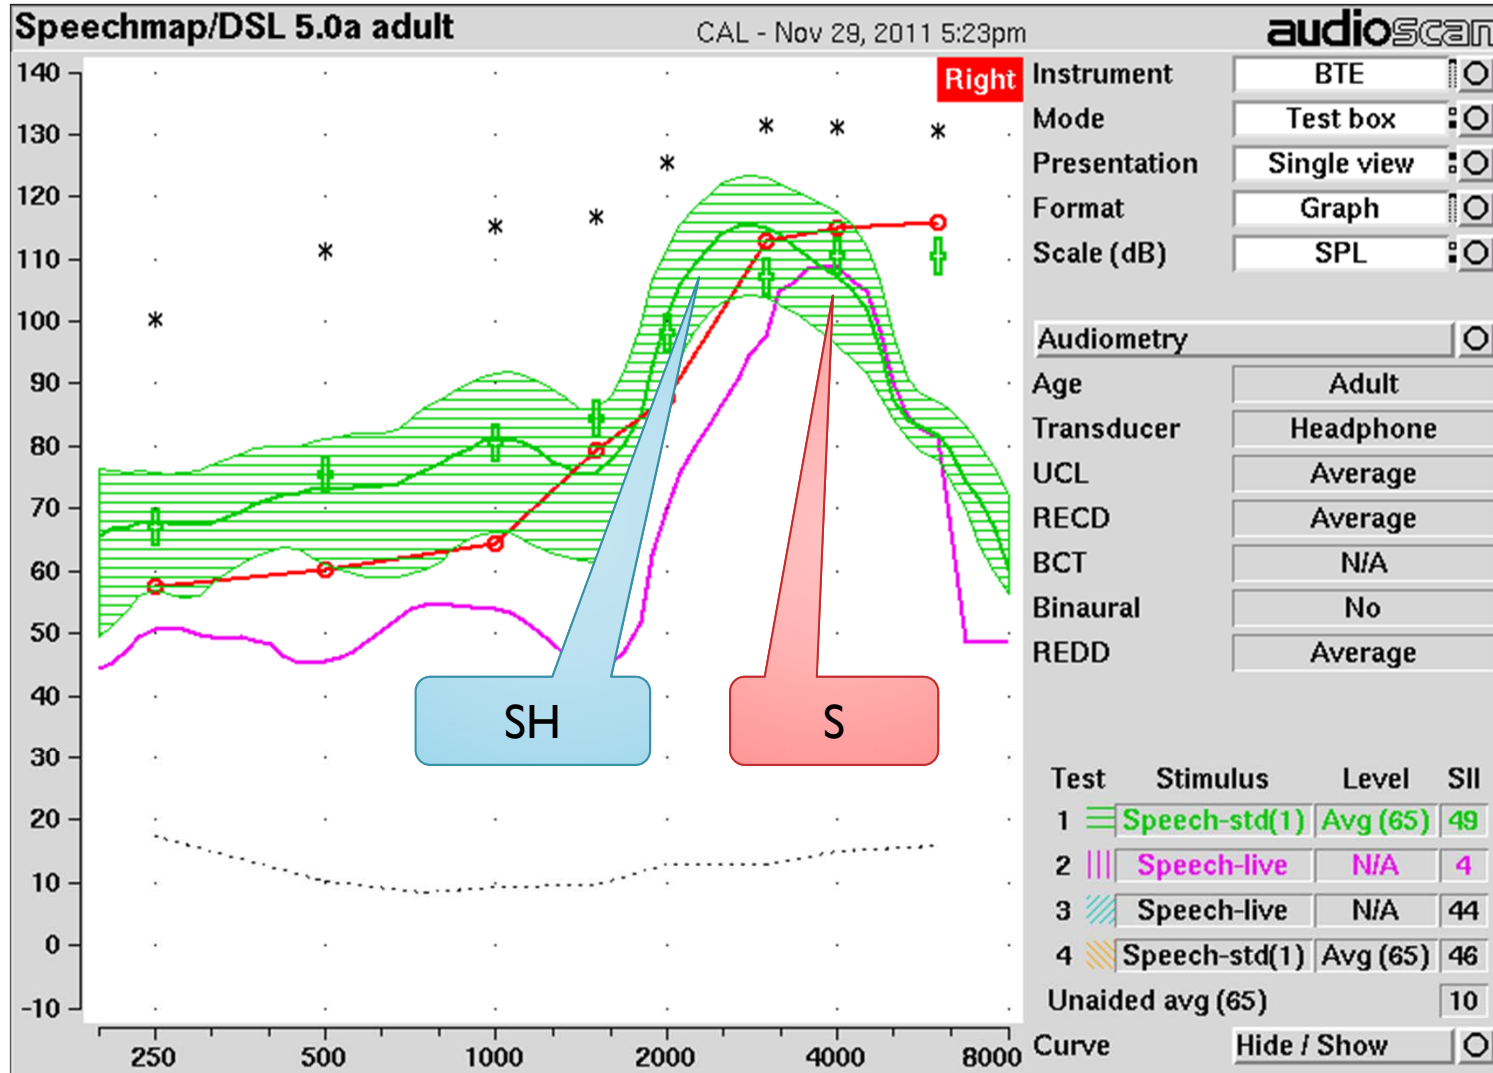 Speechmap/DSL 5.0a adult CAL - Nov 29, 2011 5:23pm audioscan
140
130
120
110
100
90
80
70
60
50
40
30
20
10
0
-10
Right
SH
S
250 500 1000 2000 4000 8000
Instrument BTE
Mode Test box
Presentation Single view
Format Graph
Scale (dB) SPL
Audiometry
Age Adult
Transducer Headphone
UCL Average
RECD Average
BCT N/A
Binaural No
REDD Average
Test Stimulus Level SII
1 Speech-std(1) Avg (65) 49
2 Speech-live N/A 4
3 Speech-live N/A 44
4 Speech-std(1) Avg (65) 46
Unaided avg (65) 10
Curve Hide / Show